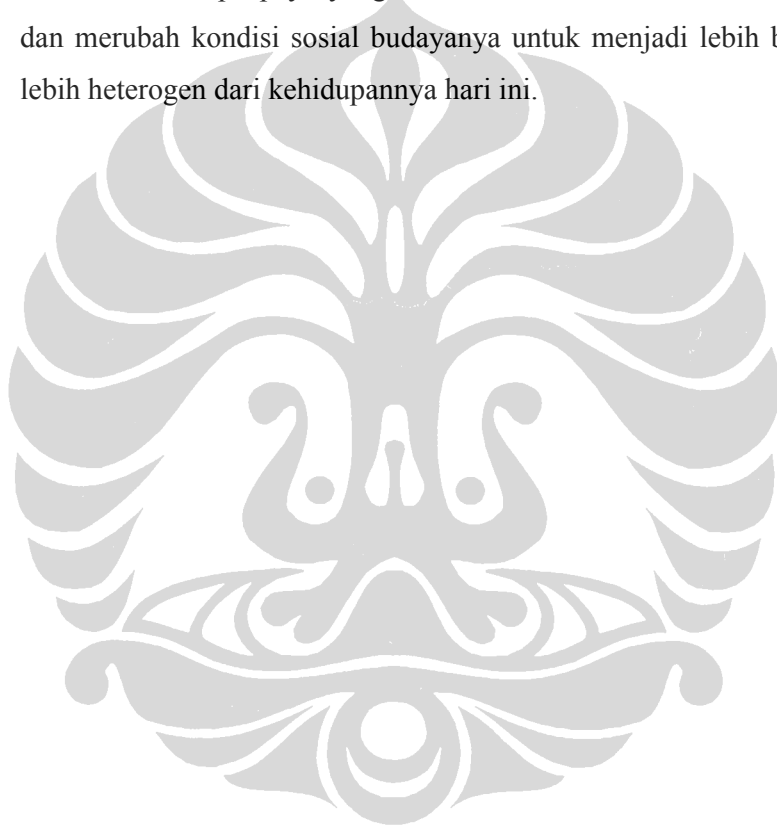 dan merubah kondisi sosial budayanya untuk menjadi lebih
lebih heterogen dari kehidupannya hari ini.